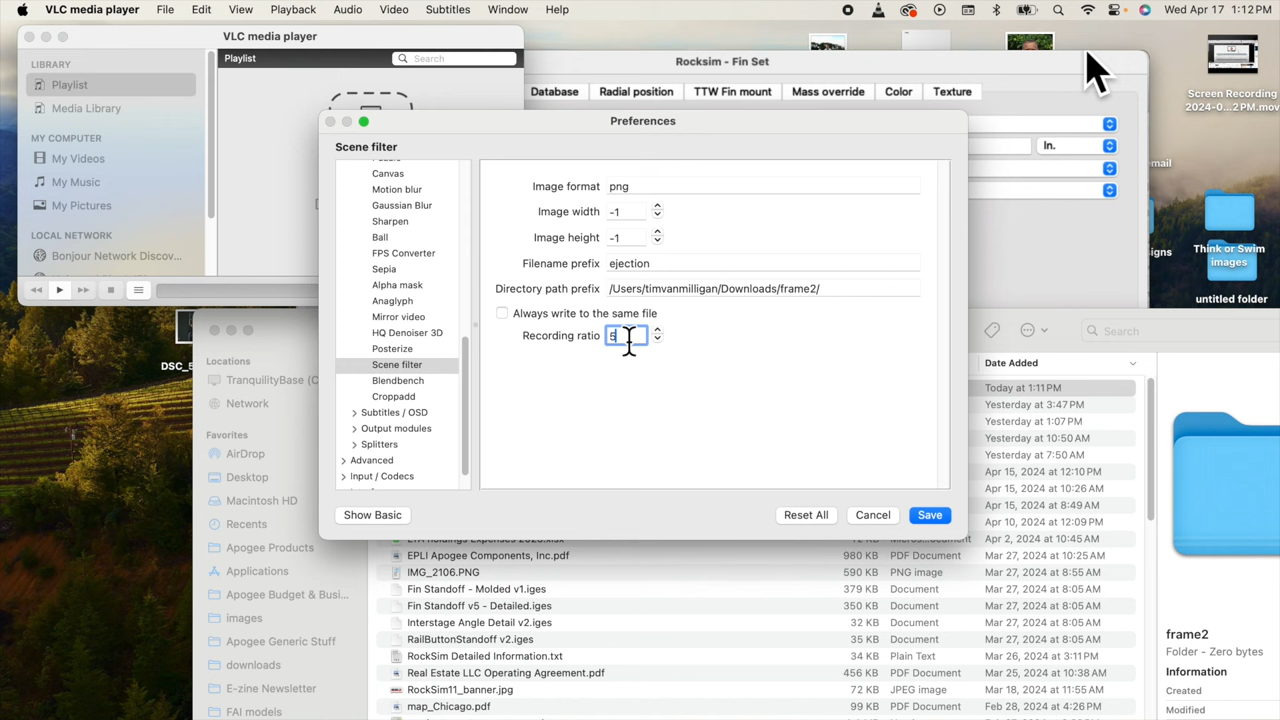 VLC media player File Edit View Playback Audio Video Subtitles Window Help Wed Apr 17 1:12 PM
VLC media player
LIBRARY
Playlist
Media Library
MY COMPUTER
My Videos
My Music
My Pictures
LOCAL NETWORK
Bonjour Network Discov...
Playlist
Search
Rocksim - Fin Set
Database Radial position TTW Fin mount Mass override Color Texture
In.
Screen Recording
2024-0...2 PM.mov
email
signs
Think or Swim
images
untitled folder
Preferences
Scene filter
Canvas
Motion blur
Gaussian Blur
Sharpen
Ball
FPS Converter
Sepia
Alpha mask
Anaglyph
Mirror video
HQ Denoiser 3D
Posterize
Scene filter
Blendbench
Croppadd
Subtitles / OSD
Output modules
Splitters
Advanced
Input / Codecs
Image format png
Image width -1
Image height -1
Filename prefix ejection
Directory path prefix /Users/timvanmilligan/Downloads/frame2/
Always write to the same file
Recording ratio 5
Show Basic
Reset All
Cancel
Save
Locations
TranquilityBase (C
Network
Favorites
AirDrop
Desktop
Macintosh HD
Recents
Apogee Products
Applications
Apogee Budget & Busi...
images
Apogee Generic Stuff
downloads
E-zine Newsletter
FAI models
Search
Date Added
Today at 1:11 PM
Yesterday at 3:47 PM
Yesterday at 1:07 PM
Yesterday at 10:50 AM
Yesterday at 7:50 AM
Apr 15, 2024 at 12:10 PM
Apr 15, 2024 at 10:26 AM
Apr 15, 2024 at 8:49 AM
Apr 10, 2024 at 12:09 PM
Apr 2, 2024 at 10:45 AM
EPLI Apogee Components, Inc.pdf 980 KB PDF Document Mar 27, 2024 at 10:25 AM
IMG_2106.PNG 590 KB PNG image Mar 27, 2024 at 8:55 AM
Fin Standoff - Molded v1.iges 379 KB Document Mar 27, 2024 at 8:05 AM
Fin Standoff v5 - Detailed.iges 350 KB Document Mar 27, 2024 at 8:05 AM
Interstage Angle Detail v2.iges 32 KB Document Mar 27, 2024 at 8:05 AM
RailButtonStandoff v2.iges 35 KB Document Mar 27, 2024 at 8:05 AM
RockSim Detailed Information.txt 34 KB Plain Text Mar 26, 2024 at 3:11 PM
Real Estate LLC Operating Agreement.pdf 456 KB PDF Document Mar 25, 2024 at 10:38 AM
RockSim11_banner.jpg 72 KB JPEG image Mar 18, 2024 at 11:55 AM
map_Chicago.pdf 99 KB PDF Document Feb 28, 2024 at 4:26 PM
frame2
Folder - Zero bytes
Information
Created
Modified